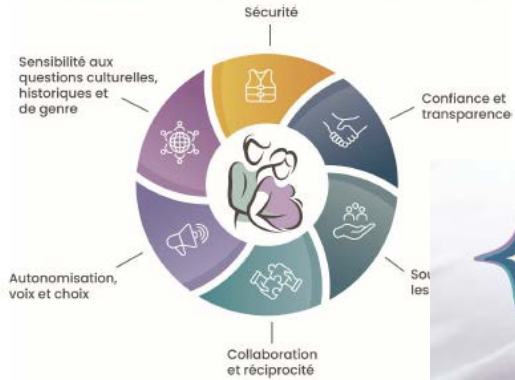 Sécurité
Sensibilité aux
questions culturelles,
historiques et
de genre
Confiance et
transparence
les
Autonomisation,
voix et choix
Collaboration
et réciprocité